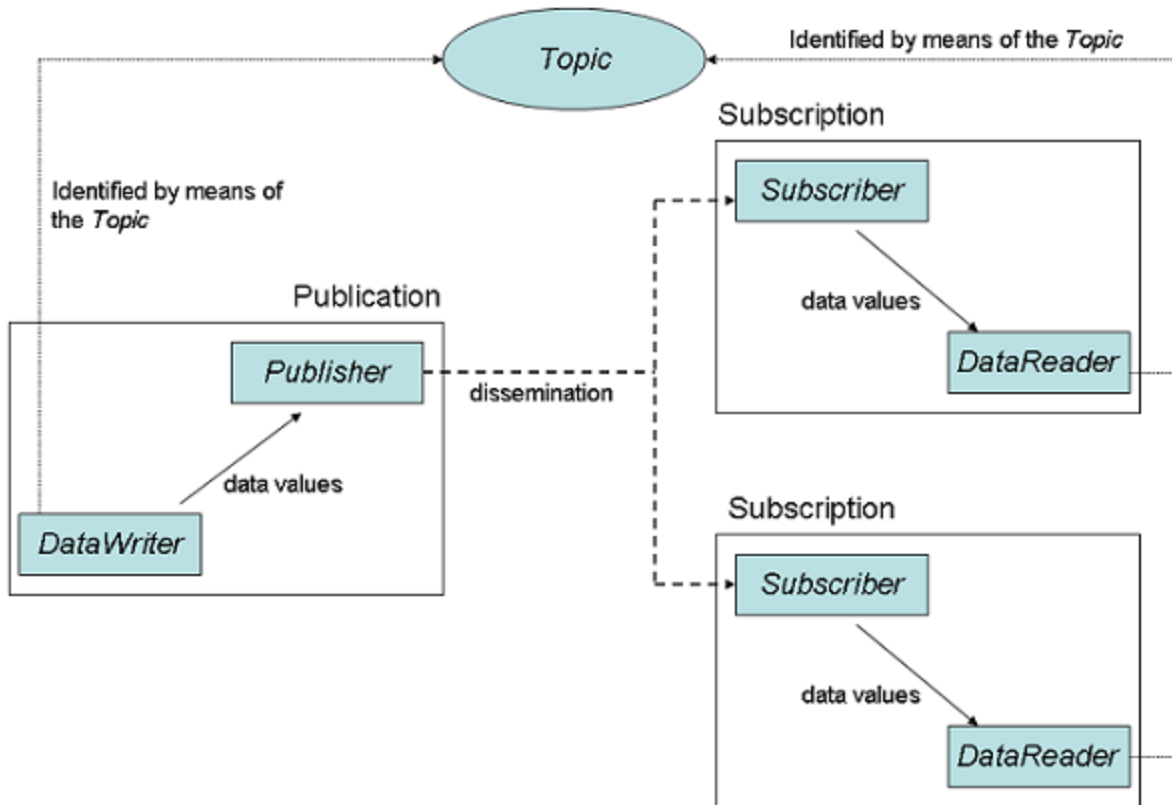 Topic
Identified by means of the Topic
Identified by means of
the Topic
Publication
Publisher
data values
DataWriter
dissemination
Subscription
Subscriber
data values
DataReader
Subscription
Subscriber
data values
DataReader